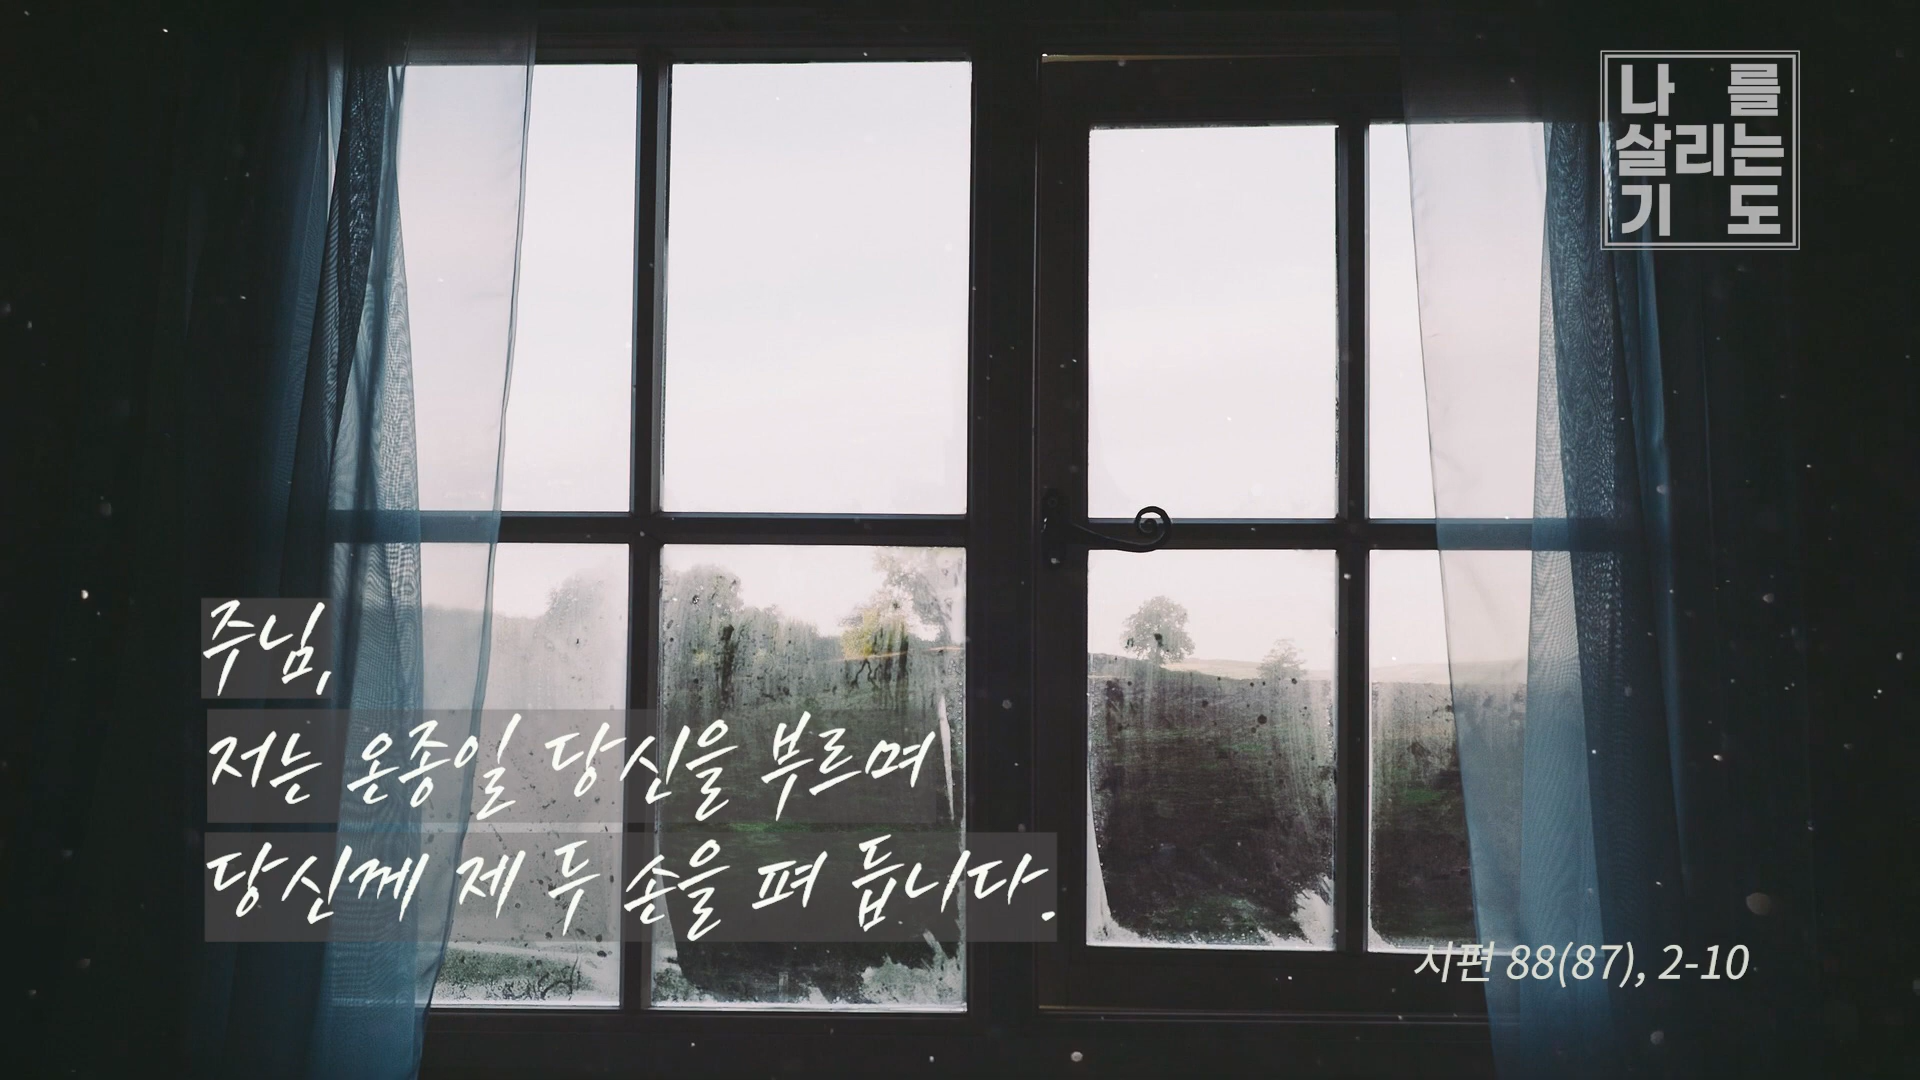 나를
살리는
기도
주님,
저는 온종일 당신을 부르며
당신께 제 두 손을 펴 듭니다.
시편 88(87), 2-10